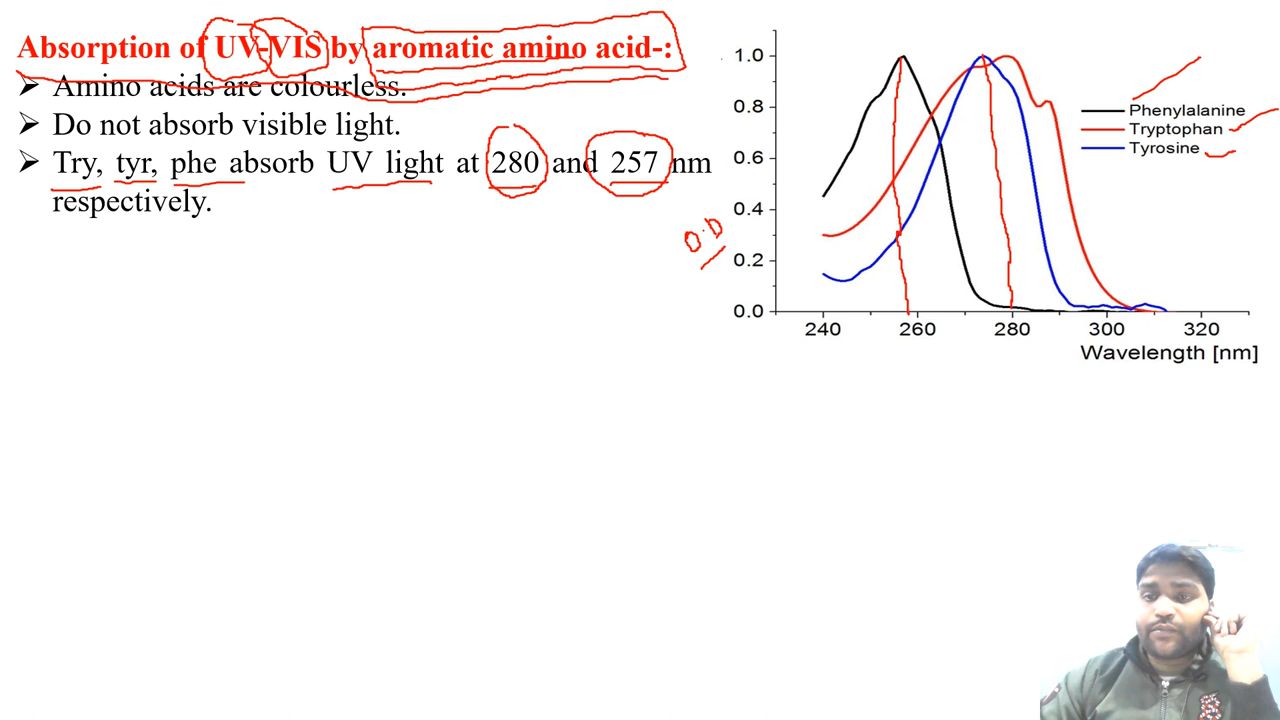 Absorption of UV-VIS by aromatic amino acid-:
➤ Amino acids are colourless.
➤ Do not absorb visible light.
➤ Try, tyr, phe absorb UV light at 280 and 257 nm
respectively.
O.D
1.0
0.8
0.6
0.4
0.2
0.0
240 260 280 300 320
Wavelength [nm]
Phenylalanine
Tryptophan
Tyrosine